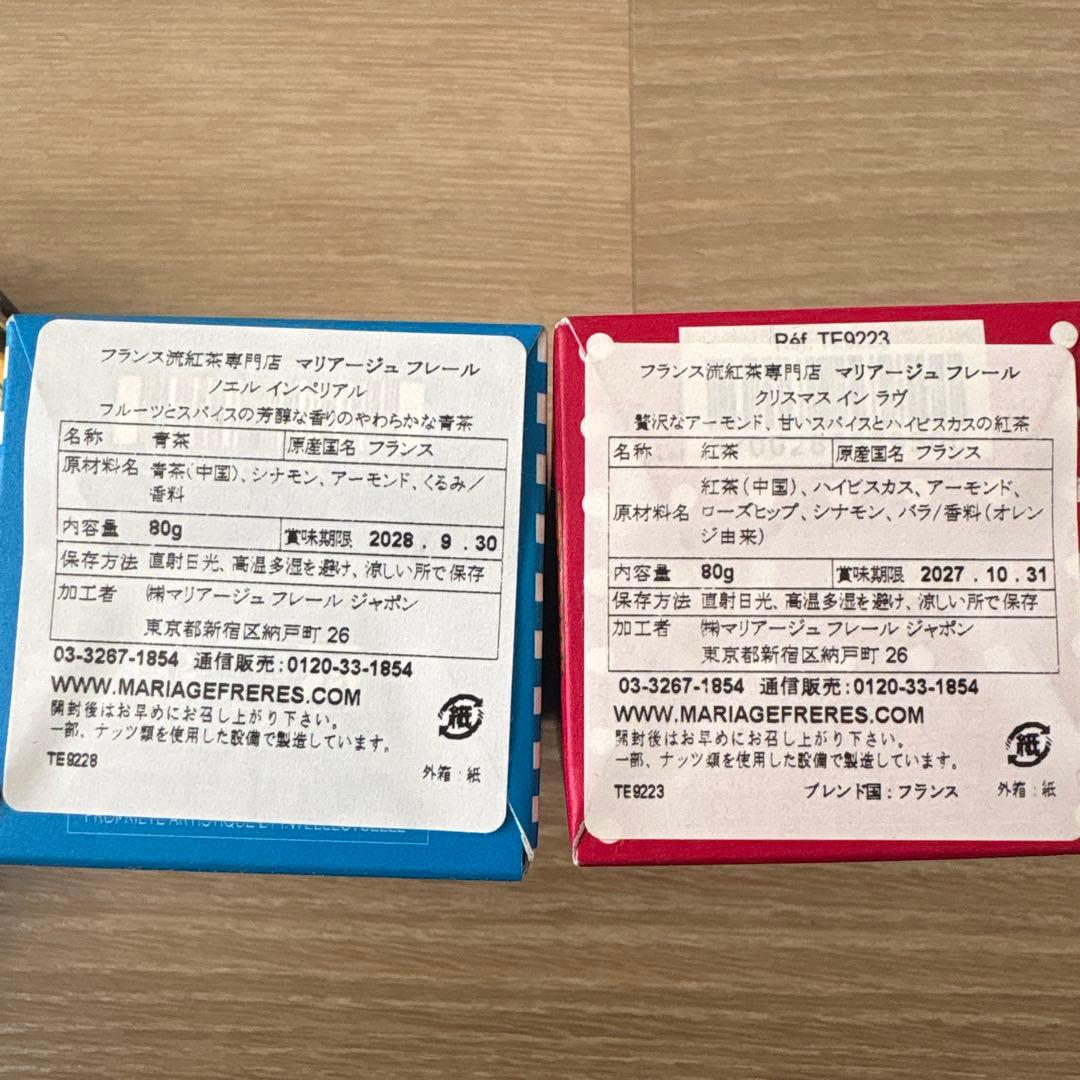 フランス流紅茶専門店 マリアージュ フレール
ノエル インペリアル
フルーツとスパイスの芳醇な香りのやわらかな青茶
名称 青茶 原産国名 フランス
原材料名 青茶(中国)、シナモン、アーモンド、くるみ/
香料
内容量 80g 賞味期限 2028 . 9 . 30
保存方法 直射日光、高温多湿を避け、涼しい所で保存
加工者 ㈱マリアージュ フレール ジャポン
東京都新宿区納戸町 26
03-3267-1854 通信販売:0120-33-1854
WWW.MARIAGEFRERES.COM
開封後はお早めにお召し上がり下さい。
一部、ナッツ類を使用した設備で製造しています。
紙
TE9228
外箱:紙
Réf. TE9223
フランス流紅茶専門店 マリアージュ フレール
クリスマス イン ラヴ
贅沢なアーモンド、甘いスパイスとハイビスカスの紅茶
名称 紅茶 原産国名 フランス
原材料名 紅茶(中国)、ハイビスカス、アーモンド、
ローズヒップ、シナモン、バラ/香料(オレン
ジ由来)
内容量 80g 賞味期限 2027 . 10 . 31
保存方法 直射日光、高温多湿を避け、涼しい所で保存
加工者 ㈱マリアージュ フレール ジャポン
東京都新宿区納戸町 26
03-3267-1854 通信販売:0120-33-1854
WWW.MARIAGEFRERES.COM
開封後はお早めにお召し上がり下さい。
一部、ナッツ類を使用した設備で製造しています。
紙
TE9223 ブレンド国:フランス 外箱:紙